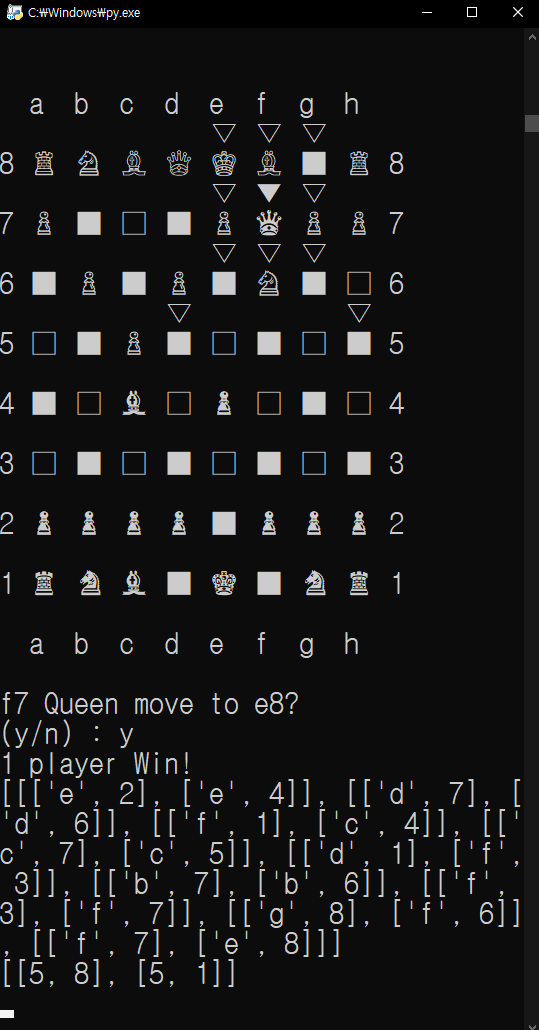 C:₩Windows₩py.exe
a b c d e f g h
▽ ▽ ▽
8 ♖ ♘ ♗ ♕ ♔ ♗ ■ ♖ 8
▽ ▼ ▽
7 ♙ ■ □ ■ ♙ ♛ ♙ ♙ 7
▽ ▽ ▽
6 ■ ♙ ■ ♙ ■ ♘ ■ □ 6
▽ ▽
5 □ ■ ♙ ■ □ ■ □ ■ 5
4 ■ □ ♝ □ ♟ □ ■ □ 4
3 □ ■ □ ■ □ ■ □ ■ 3
2 ♟ ♟ ♟ ♟ ■ ♟ ♟ ♟ 2
1 ♜ ♞ ♝ ■ ♚ ■ ♞ ♜ 1
a b c d e f g h
f7 Queen move to e8?
(y/n) : y
1 player Win!
[[['e', 2], ['e', 4]], [['d', 7], [
'd', 6]], [['f', 1], ['c', 4]], [['
c', 7], ['c', 5]], [['d', 1], ['f',
 3]], [['b', 7], ['b', 6]], [['f',
3], ['f', 7]], [['g', 8], ['f', 6]]
, [['f', 7], ['e', 8]]]
[[5, 8], [5, 1]]